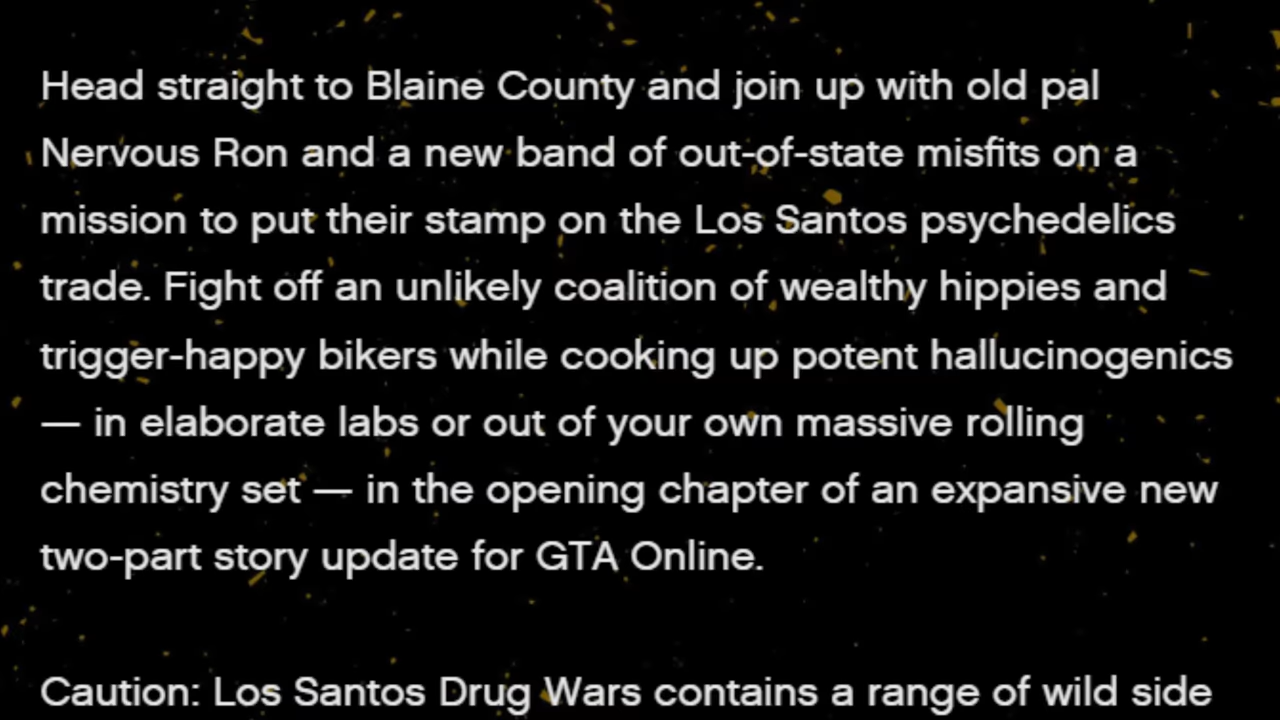 Head straight to Blaine County and join up with old pal
Nervous Ron and a new band of out-of-state misfits on a
mission to put their stamp on the Los Santos psychedelics
trade. Fight off an unlikely coalition of wealthy hippies and
trigger-happy bikers while cooking up potent hallucinogenics
— in elaborate labs or out of your own massive rolling
chemistry set — in the opening chapter of an expansive new
two-part story update for GTA Online.
Caution: Los Santos Drug Wars contains a range of wild side